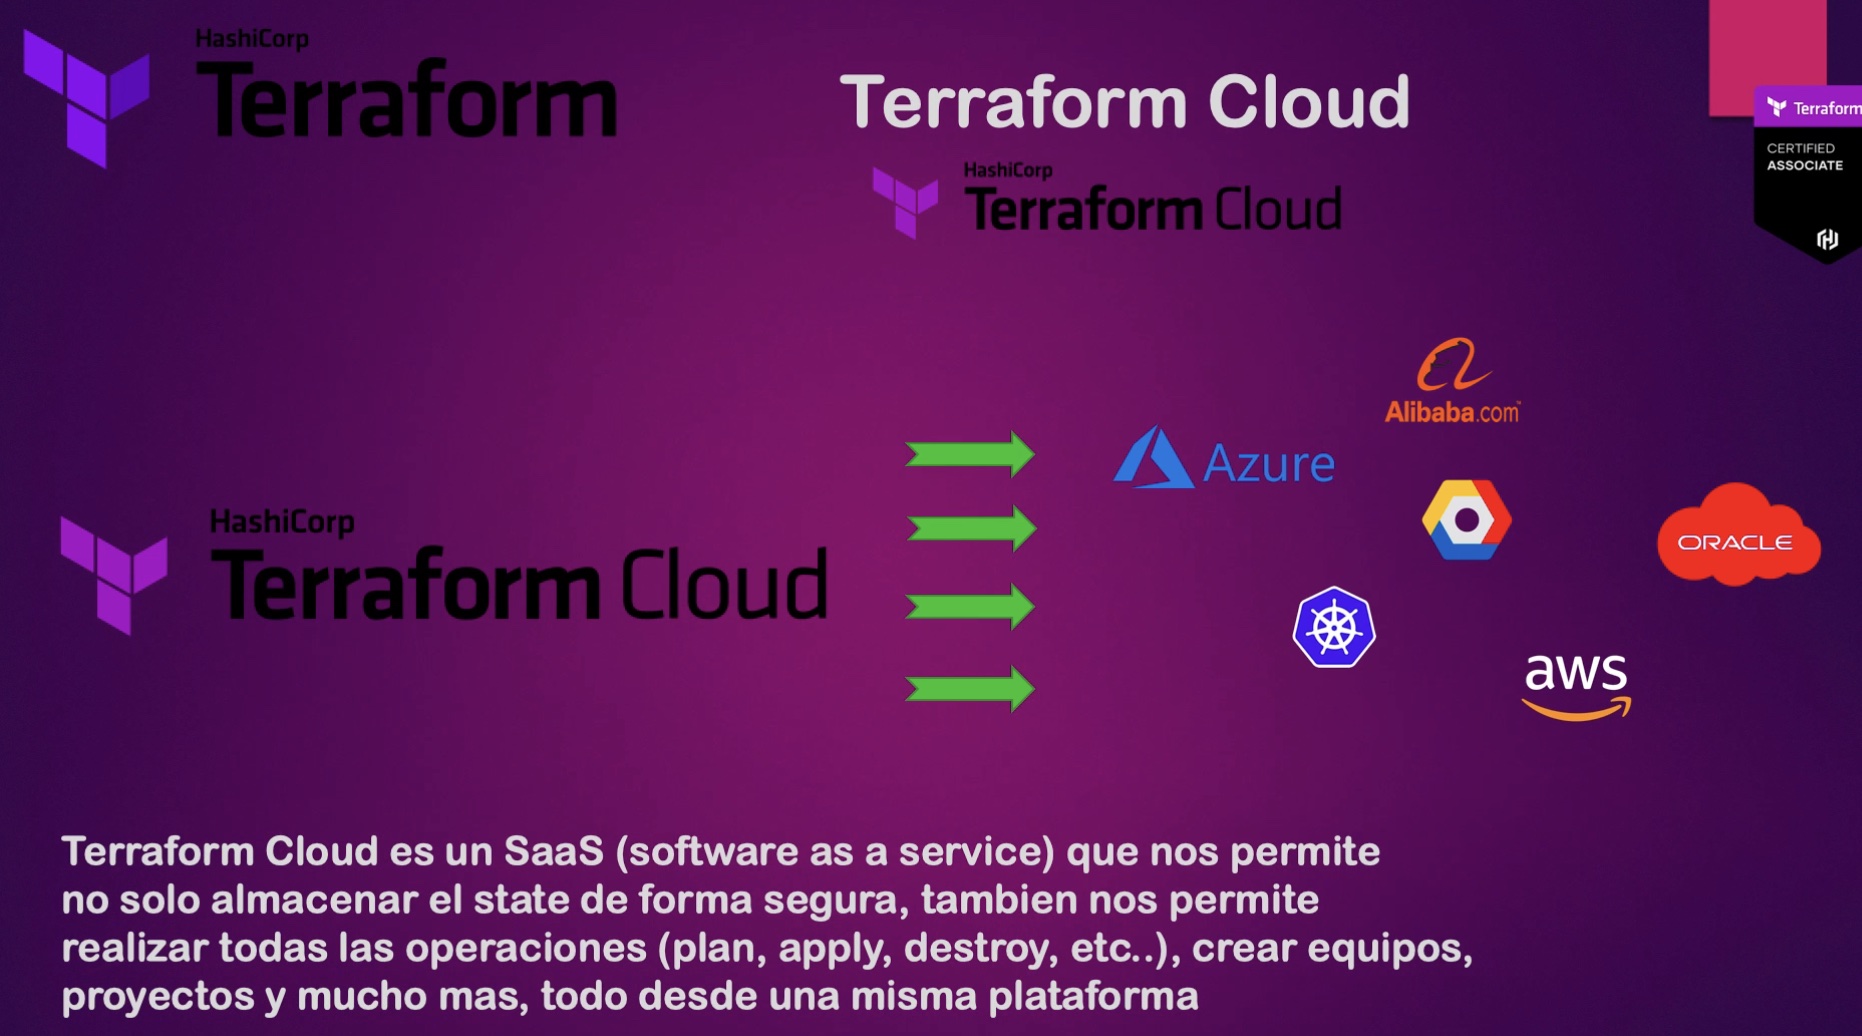 HashiCorp
Terraform
Terraform Cloud
HashiCorp
Terraform Cloud
Terraform
CERTIFIED
ASSOCIATE
Alibaba.com™
Azure
ORACLE
HashiCorp
Terraform Cloud
aws
Terraform Cloud es un SaaS (software as a service) que nos permite
no solo almacenar el state de forma segura, tambien nos permite
realizar todas las operaciones (plan, apply, destroy, etc..), crear equipos,
proyectos y mucho mas, todo desde una misma plataforma